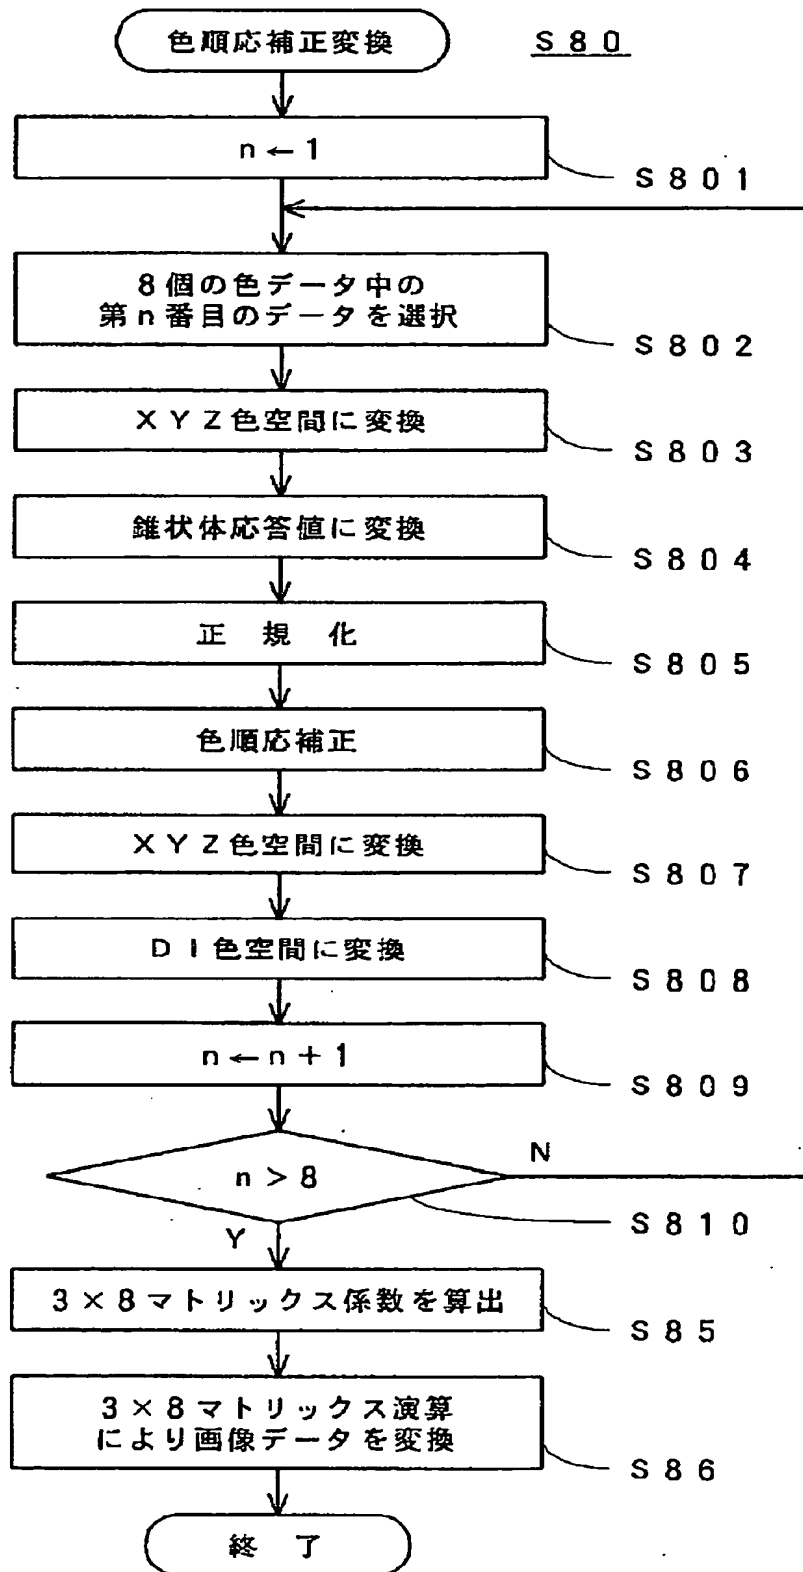 色順応補正変換
S80
n←1
S801
8個の色データ中の
第n番目のデータを選択
S802
XYZ色空間に変換
S803
錐状体応答値に変換
S804
正規化
S805
色順応補正
S806
XYZ色空間に変換
S807
DI色空間に変換
S808
n←n+1
S809
n>8
N
S810
Y
3×8マトリックス係数を算出
S85
3×8マトリックス演算
により画像データを変換
S86
終了